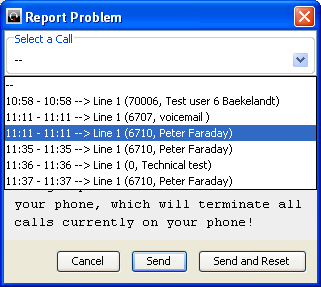 Report Problem
Select a Call
--
--
10:58 - 10:58 --> Line 1 (70006, Test user 6 Baekelandt)
11:11 - 11:11 --> Line 1 (6707, voicemail )
11:11 - 11:11 --> Line 1 (6710, Peter Faraday)
11:35 - 11:35 --> Line 1 (6710, Peter Faraday)
11:36 - 11:36 --> Line 1 (0, Technical test)
11:37 - 11:37 --> Line 1 (6710, Peter Faraday)
your phone, which will terminate all
calls currently on your phone!
Cancel Send Send and Reset